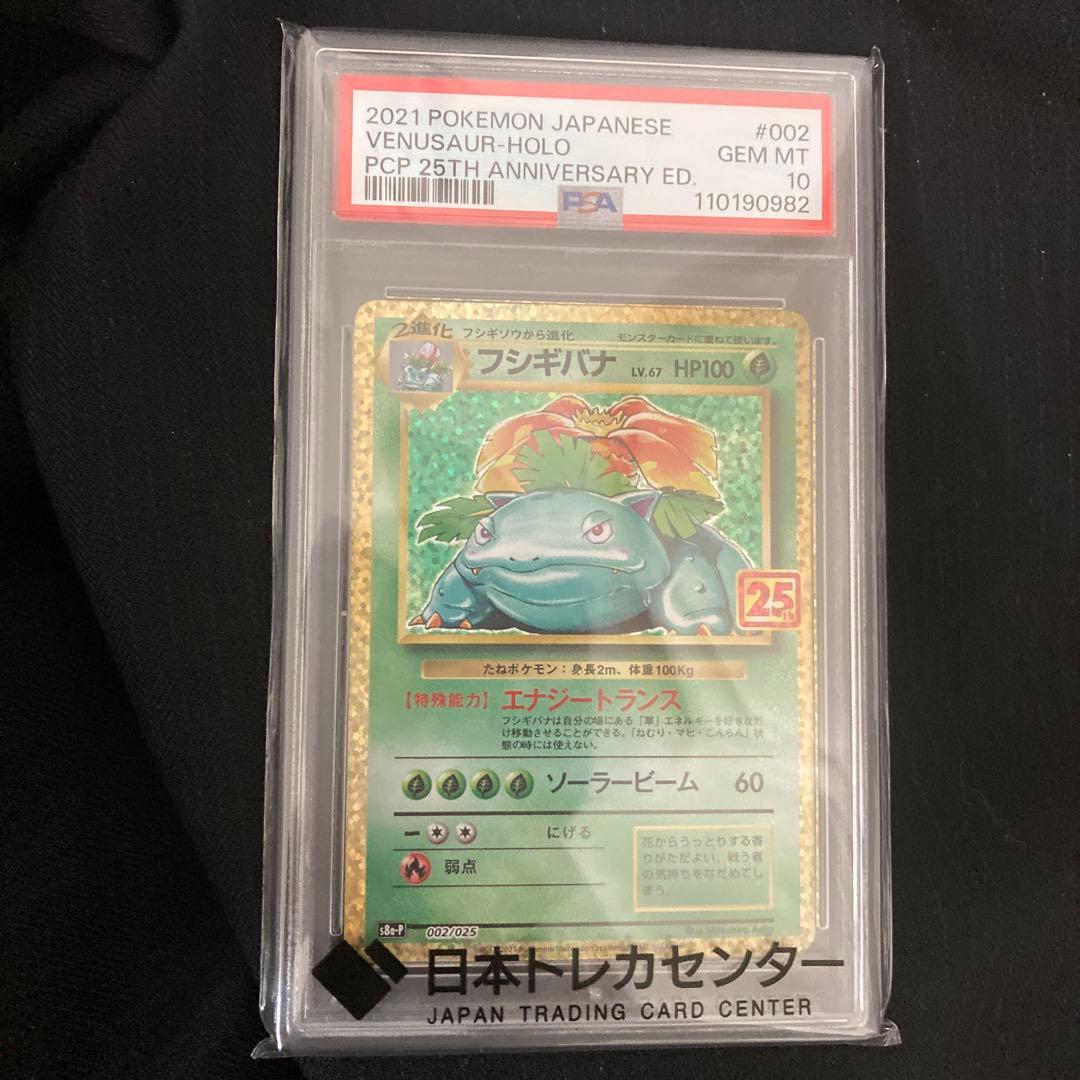 2021 POKEMON JAPANESE #002
VENUSAUR-HOLO GEM MT
PCP 25TH ANNIVERSARY ED. 10
PSA 110190982
2進化 フシギソウから進化 モンスターカードに重ねて使います。
フシギバナ LV.67 HP100
25th
たねポケモン：身長2m、体重100Kg
【特殊能力】エナジートランス
フシギバナは自分の場にある「草」エネルギーを好きなだ
け移動させることができる。「ねむり・マヒ・こんらん」状
態の時には使えない。
ソーラービーム 60
ー にげる
弱点
花からうっとりする香
りがただよい、戦う者
の気持ちをなだめてし
まう。
s8a-P 002/025
Illus.Mitsuhiro Arita
日本トレカセンター
JAPAN TRADING CARD CENTER